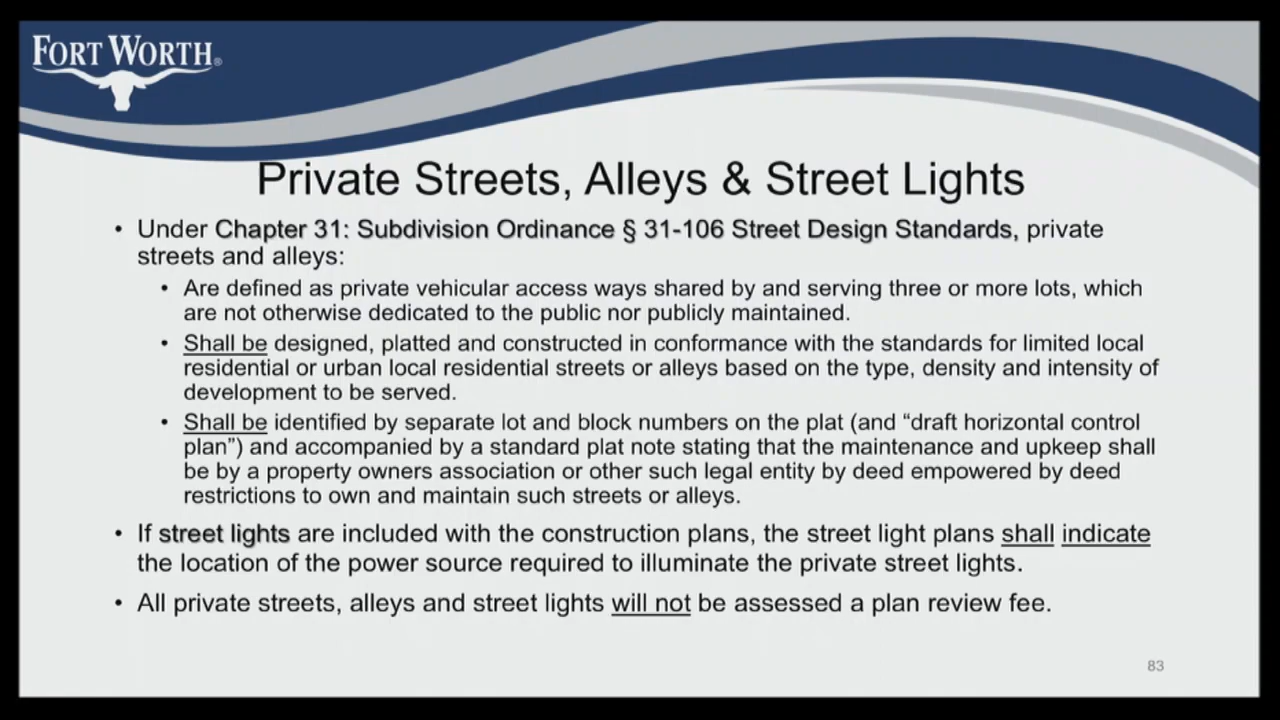 FORT WORTH®
Private Streets, Alleys & Street Lights
• Under Chapter 31: Subdivision Ordinance § 31-106 Street Design Standards, private
streets and alleys:
• Are defined as private vehicular access ways shared by and serving three or more lots, which
are not otherwise dedicated to the public nor publicly maintained.
• Shall be designed, platted and constructed in conformance with the standards for limited local
residential or urban local residential streets or alleys based on the type, density and intensity of
development to be served.
• Shall be identified by separate lot and block numbers on the plat (and “draft horizontal control
plan”) and accompanied by a standard plat note stating that the maintenance and upkeep shall
be by a property owners association or other such legal entity by deed empowered by deed
restrictions to own and maintain such streets or alleys.
• If street lights are included with the construction plans, the street light plans shall indicate
the location of the power source required to illuminate the private street lights.
• All private streets, alleys and street lights will not be assessed a plan review fee.
83